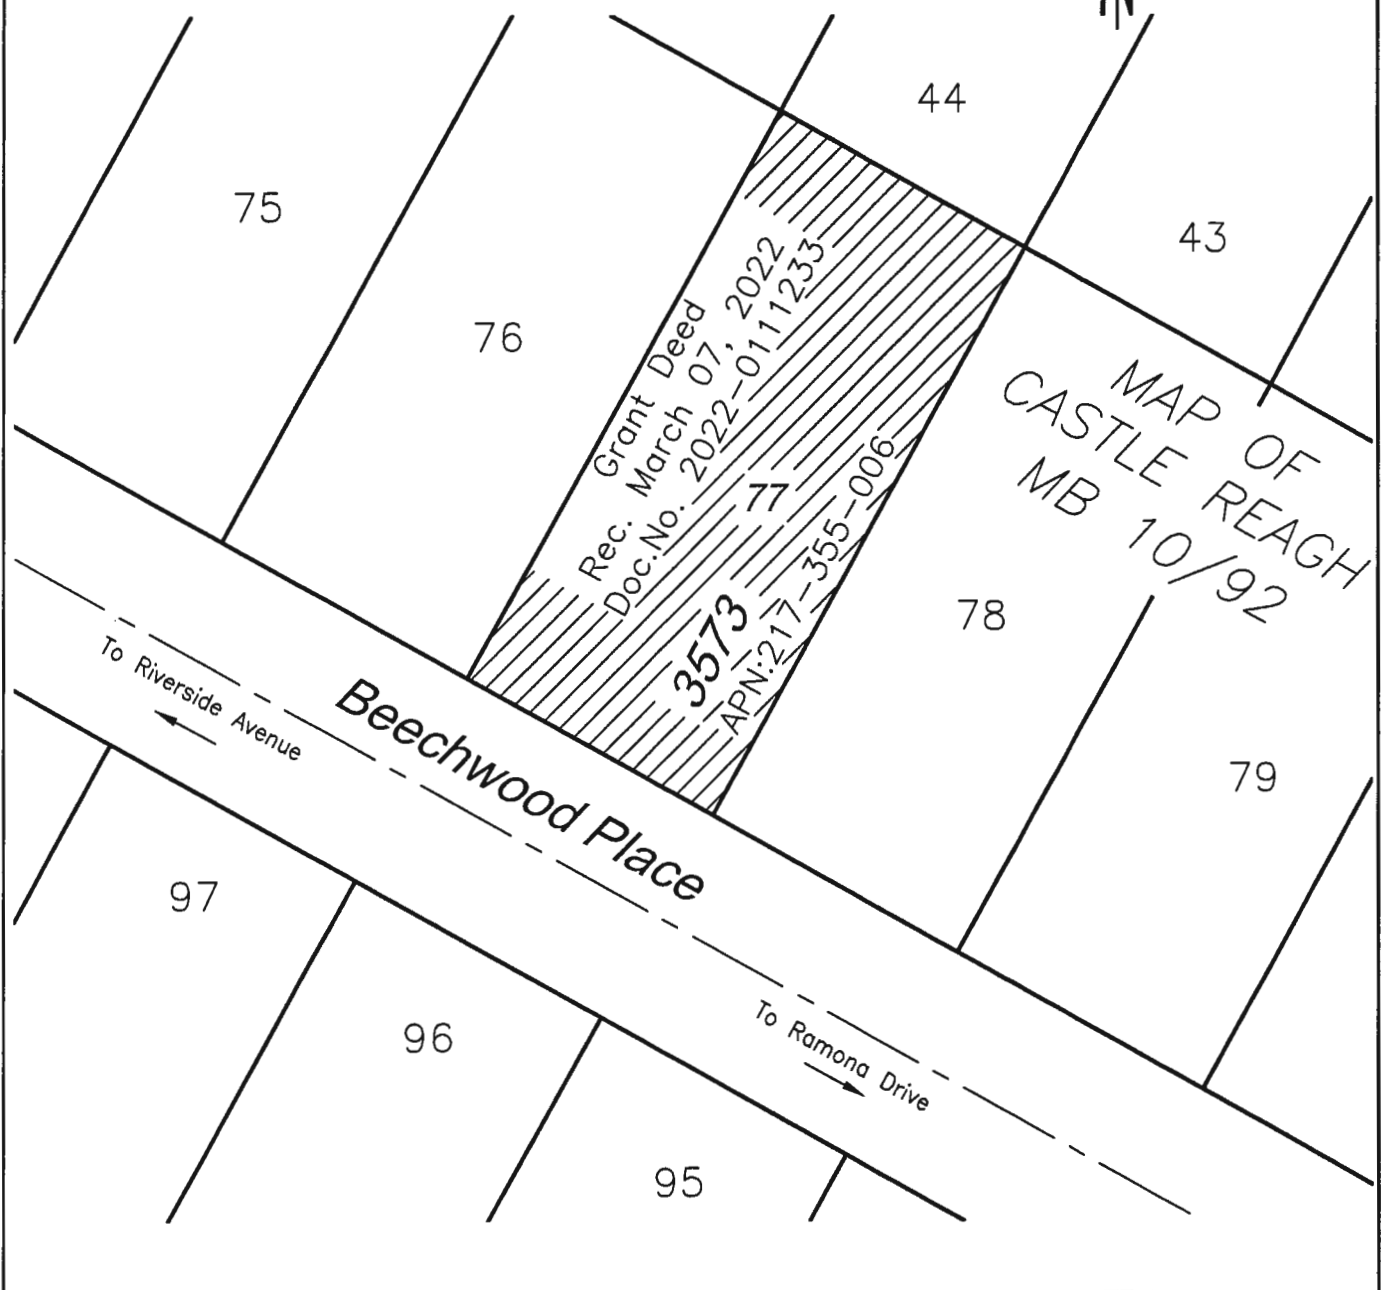 44
75
43
76
Grant Deed
Rec. March 07, 2022
Doc.No. 2022-0111233
77
3573
APN:217-355-006
MAP OF
CASTLE REAGH
MB 10/92
78
79
To Riverside Avenue
Beechwood Place
To Ramona Drive
97
96
95